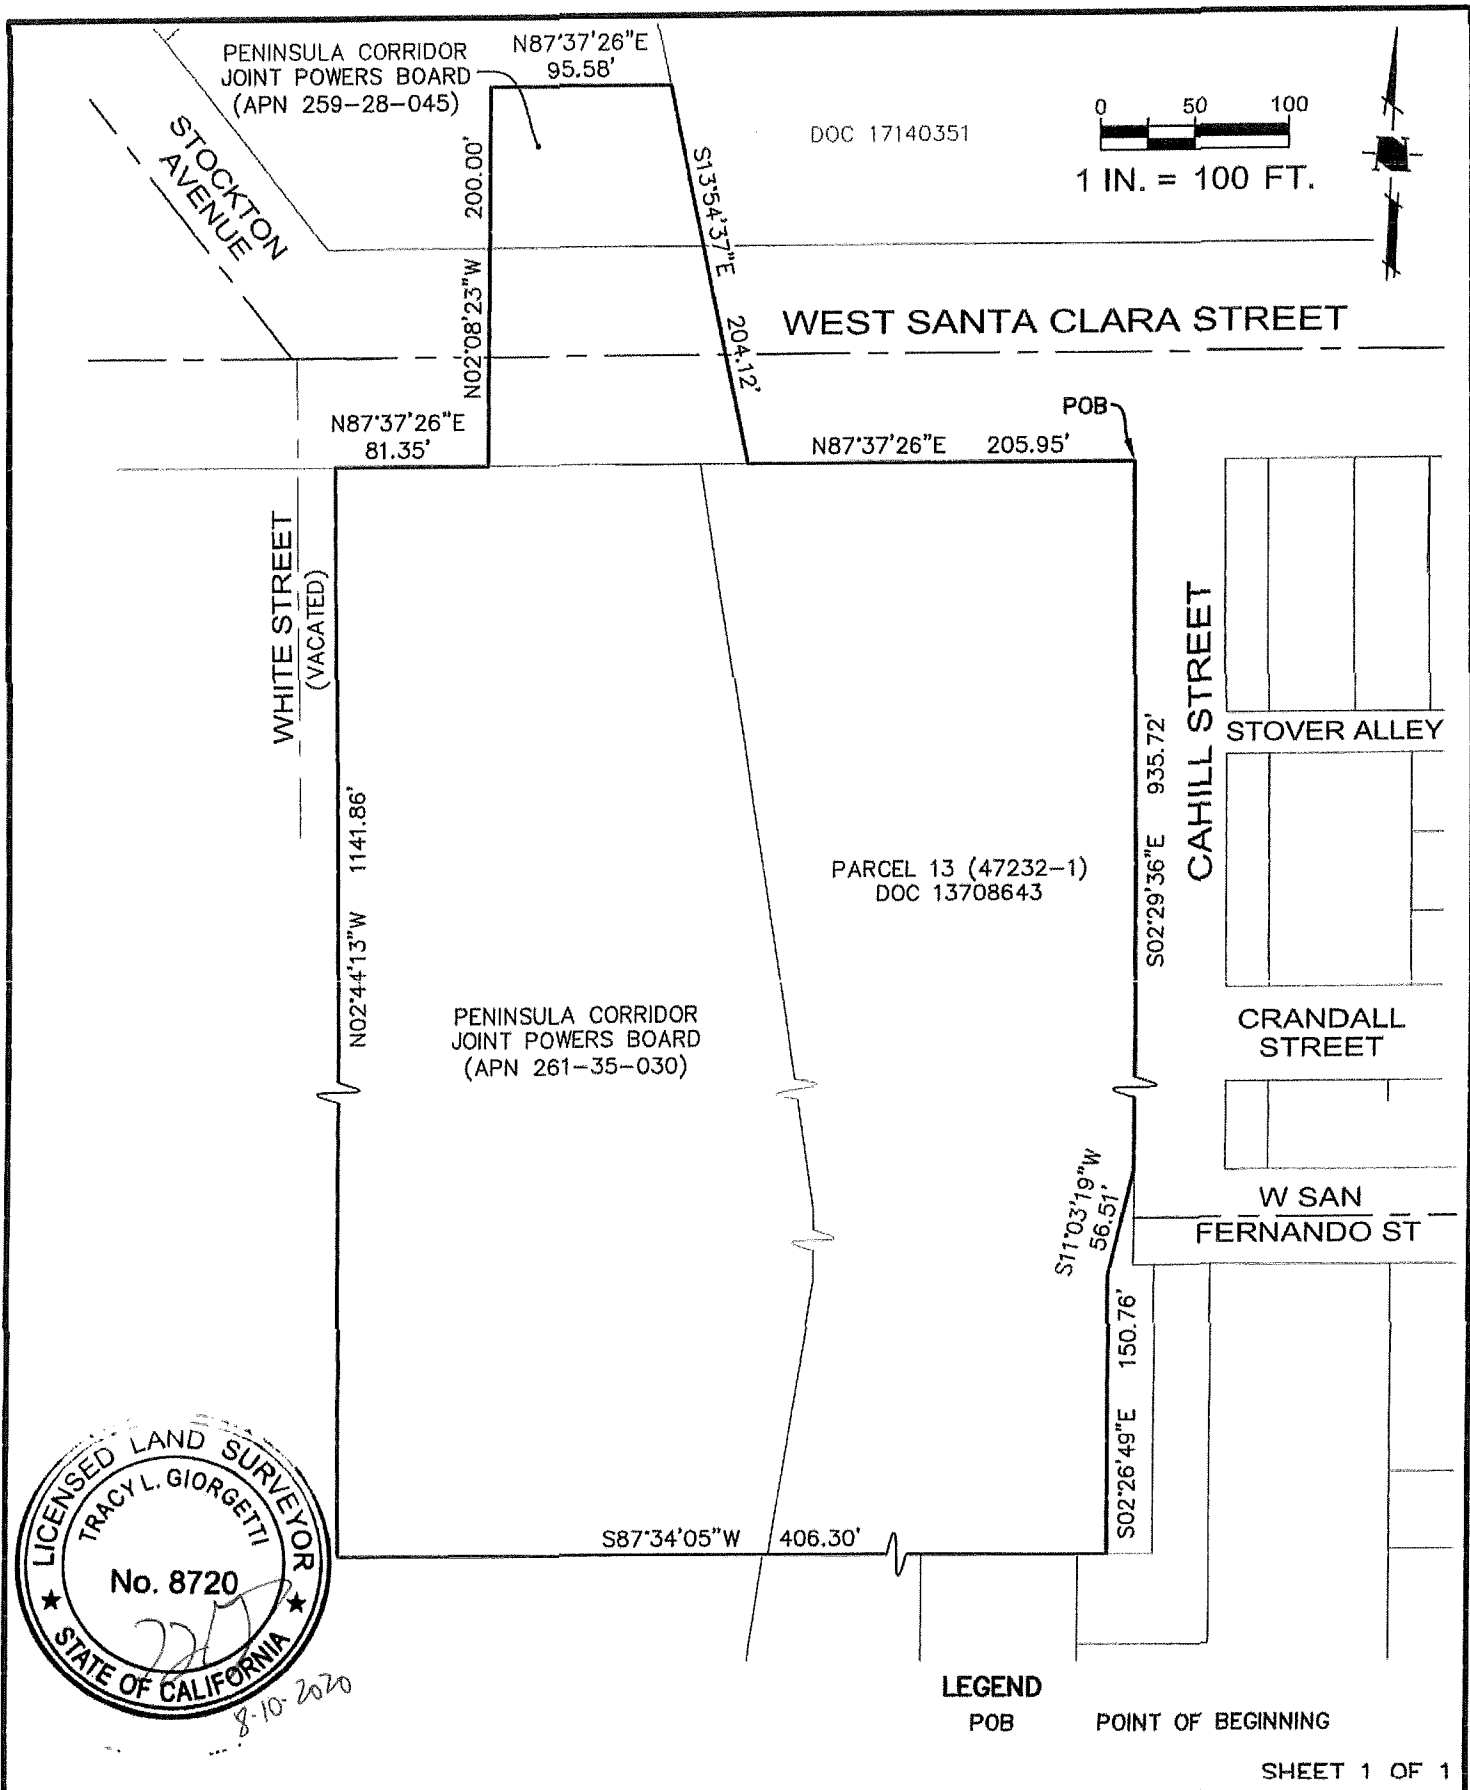 PENINSULA CORRIDOR
JOINT POWERS BOARD
(APN 259-28-045)
N87°37'26"E
95.58'
0 50 100
1 IN. = 100 FT.
DOC 17140351
STOCKTON
AVENUE
N02°08'23"W 200.00'
S13°54'37"E 204.12'
WEST SANTA CLARA STREET
POB
N87°37'26"E
81.35'
N87°37'26"E 205.95'
WHITE STREET
(VACATED)
CAHILL STREET
STOVER ALLEY
N02°44'13"W 1141.86'
S02°29'36"E 935.72'
PARCEL 13 (47232-1)
DOC 13708643
PENINSULA CORRIDOR
JOINT POWERS BOARD
(APN 261-35-030)
CRANDALL
STREET
S11°03'19"W
56.51'
W SAN
FERNANDO ST
S02°26'49"E 150.76'
S87°34'05"W 406.30'
LICENSED LAND SURVEYOR
TRACY L. GIORGETTI
No. 8720
STATE OF CALIFORNIA
8-10-2020
LEGEND
POB POINT OF BEGINNING
SHEET 1 OF 1